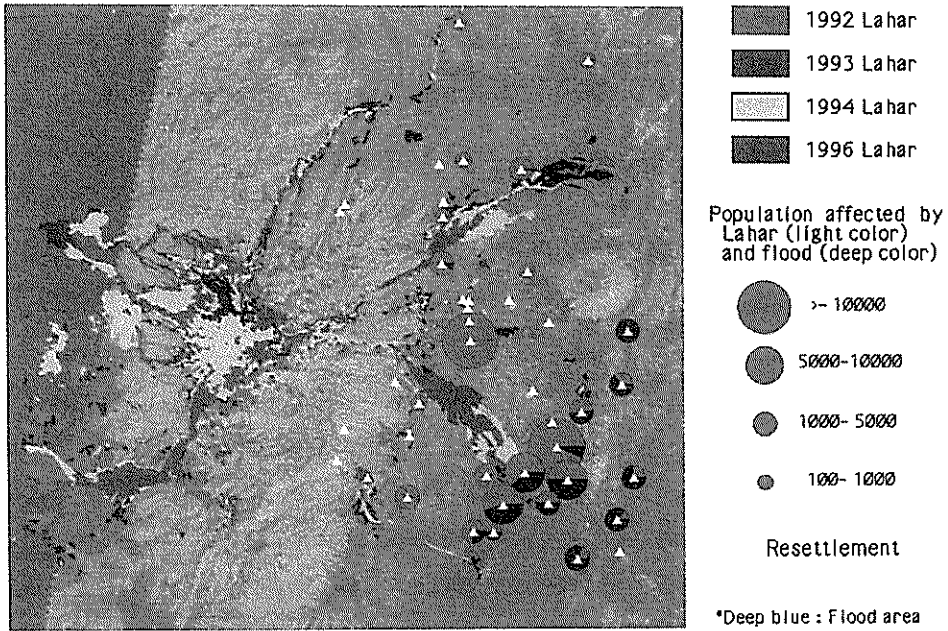 1992 Lahar
1993 Lahar
1994 Lahar
1996 Lahar
Population affected by
Lahar (light color)
and flood (deep color)
>- 10000
5000-10000
1000- 5000
100- 1000
Resettlement
*Deep blue : Flood area